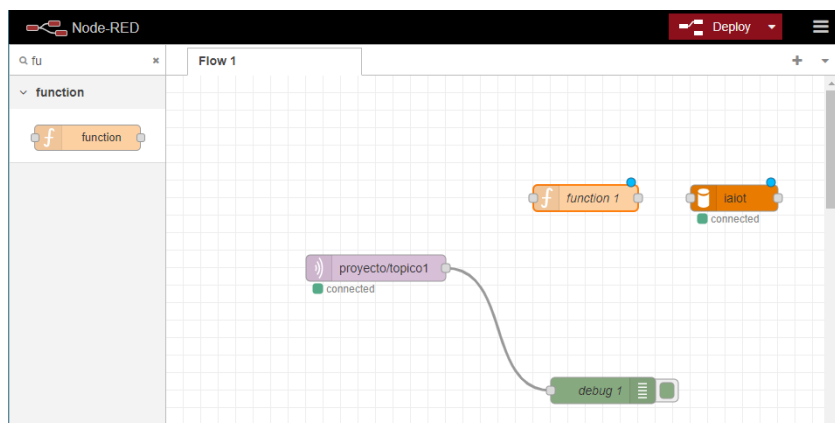 Node-RED
Deploy
fu
Flow 1
function
function
function 1
iaiot
connected
proyecto/topico1
connected
debug 1